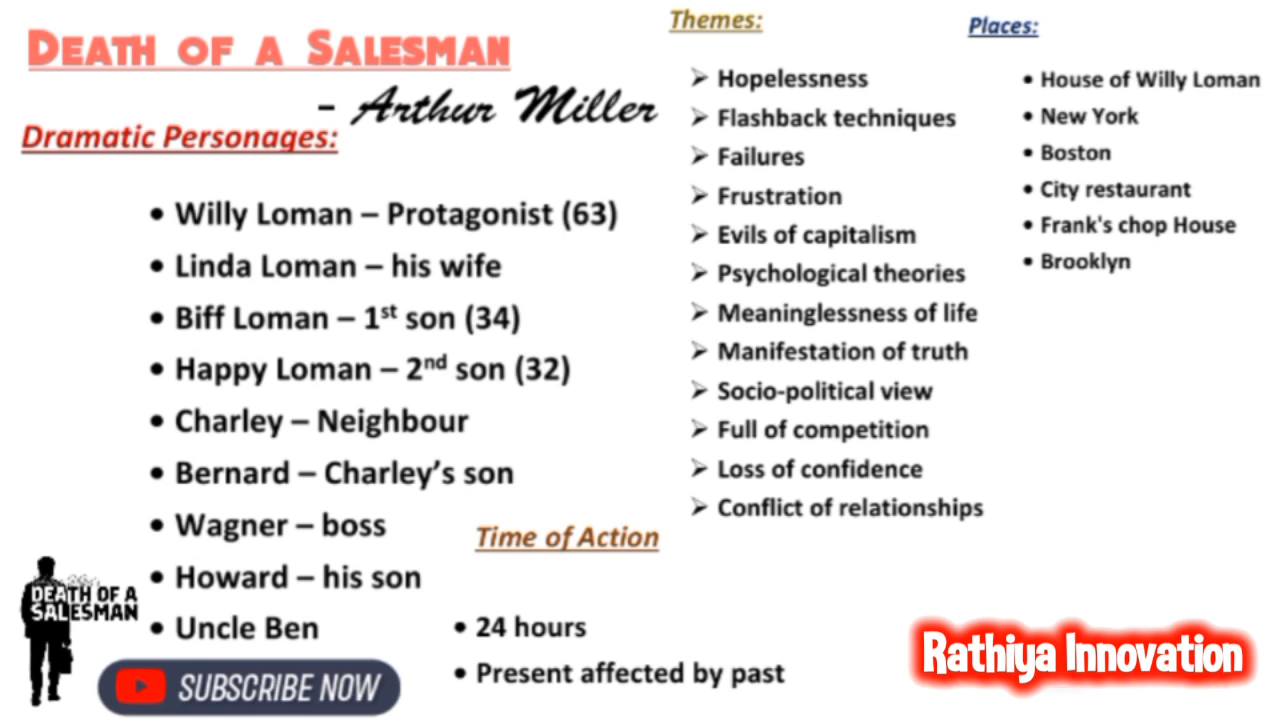 DEATH OF A SALESMAN
- Arthur Miller
Dramatic Personages:
• Willy Loman – Protagonist (63)
• Linda Loman – his wife
• Biff Loman – 1st son (34)
• Happy Loman – 2nd son (32)
• Charley – Neighbour
• Bernard – Charley's son
• Wagner – boss
• Howard – his son
• Uncle Ben
Time of Action
• 24 hours
• Present affected by past
Themes:
➢ Hopelessness
➢ Flashback techniques
➢ Failures
➢ Frustration
➢ Evils of capitalism
➢ Psychological theories
➢ Meaninglessness of life
➢ Manifestation of truth
➢ Socio-political view
➢ Full of competition
➢ Loss of confidence
➢ Conflict of relationships
Places:
• House of Willy Loman
• New York
• Boston
• City restaurant
• Frank's chop House
• Brooklyn
DEATH OF A
SALESMAN
SUBSCRIBE NOW
Rathiya Innovation